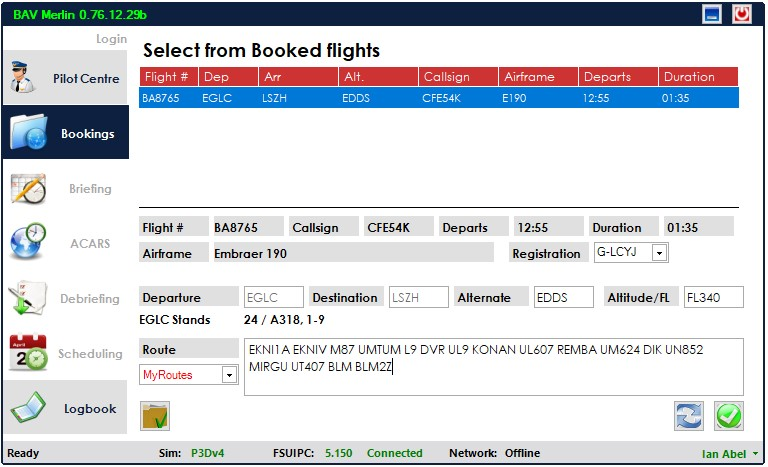 BAV Merlin 0.76.12.29b
Login
Select from Booked flights
Pilot Centre
Flight # Dep Arr Alt. Callsign Airframe Departs Duration
BA8765 EGLC LSZH EDDS CFE54K E190 12:55 01:35
Bookings
Briefing
ACARS
Debriefing
April
20
Scheduling
Logbook
Flight # BA8765 Callsign CFE54K Departs 12:55 Duration 01:35
Airframe Embraer 190 Registration G-LCYJ
Departure EGLC Destination LSZH Alternate EDDS Altitude/FL FL340
EGLC Stands 24 / A318, 1-9
Route EKNI1A EKNIV M87 UMTUM L9 DVR UL9 KONAN UL607 REMBA UM624 DIK UN852
MyRoutes MIRGU UT407 BLM BLM2Z
Ready Sim: P3Dv4 FSUIPC: 5.150 Connected Network: Offline Ian Abel